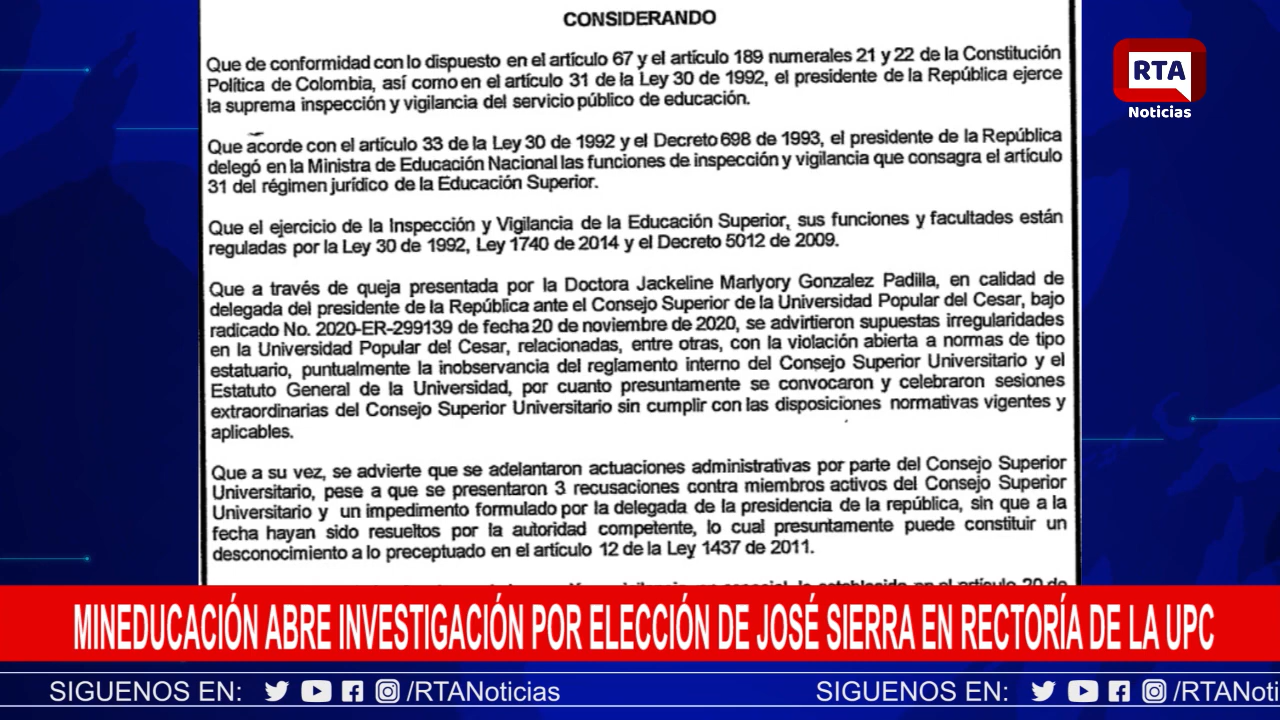 CONSIDERANDO
Que de conformidad con lo dispuesto en el artículo 67 y el artículo 189 numerales 21 y 22 de la Constitución
Política de Colombia, así como en el artículo 31 de la Ley 30 de 1992, el presidente de la República ejerce
la suprema inspección y vigilancia del servicio público de educación.
Que acorde con el artículo 33 de la Ley 30 de 1992 y el Decreto 698 de 1993, el presidente de la República
delegó en la Ministra de Educación Nacional las funciones de inspección y vigilancia que consagra el artículo
31 del régimen jurídico de la Educación Superior.
Que el ejercicio de la Inspección y Vigilancia de la Educación Superior, sus funciones y facultades están
reguladas por la Ley 30 de 1992, Ley 1740 de 2014 y el Decreto 5012 de 2009.
Que a través de queja presentada por la Doctora Jackeline Marlyory Gonzalez Padilla, en calidad de
delegada del presidente de la República ante el Consejo Superior de la Universidad Popular del Cesar, bajo
radicado No. 2020-ER-299139 de fecha 20 de noviembre de 2020, se advirtieron supuestas irregularidades
en la Universidad Popular del Cesar, relacionadas, entre otras, con la violación abierta a normas de tipo
estatuario, puntualmente la inobservancia del reglamento interno del Consejo Superior Universitario y el
Estatuto General de la Universidad, por cuanto presuntamente se convocaron y celebraron sesiones
extraordinarias del Consejo Superior Universitario sin cumplir con las disposiciones normativas vigentes y
aplicables.
Que a su vez, se advierte que se adelantaron actuaciones administrativas por parte del Consejo Superior
Universitario, pese a que se presentaron 3 recusaciones contra miembros activos del Consejo Superior
Universitario y un impedimento formulado por la delegada de la presidencia de la república, sin que a la
fecha hayan sido resueltos por la autoridad competente, lo cual presuntamente puede constituir un
desconocimiento a lo preceptuado en el artículo 12 de la Ley 1437 de 2011.
RTA
Noticias
MINEDUCACIÓN ABRE INVESTIGACIÓN POR ELECCIÓN DE JOSÉ SIERRA EN RECTORÍA DE LA UPC
SIGUENOS EN: /RTANoticias
SIGUENOS EN: /RTANoti